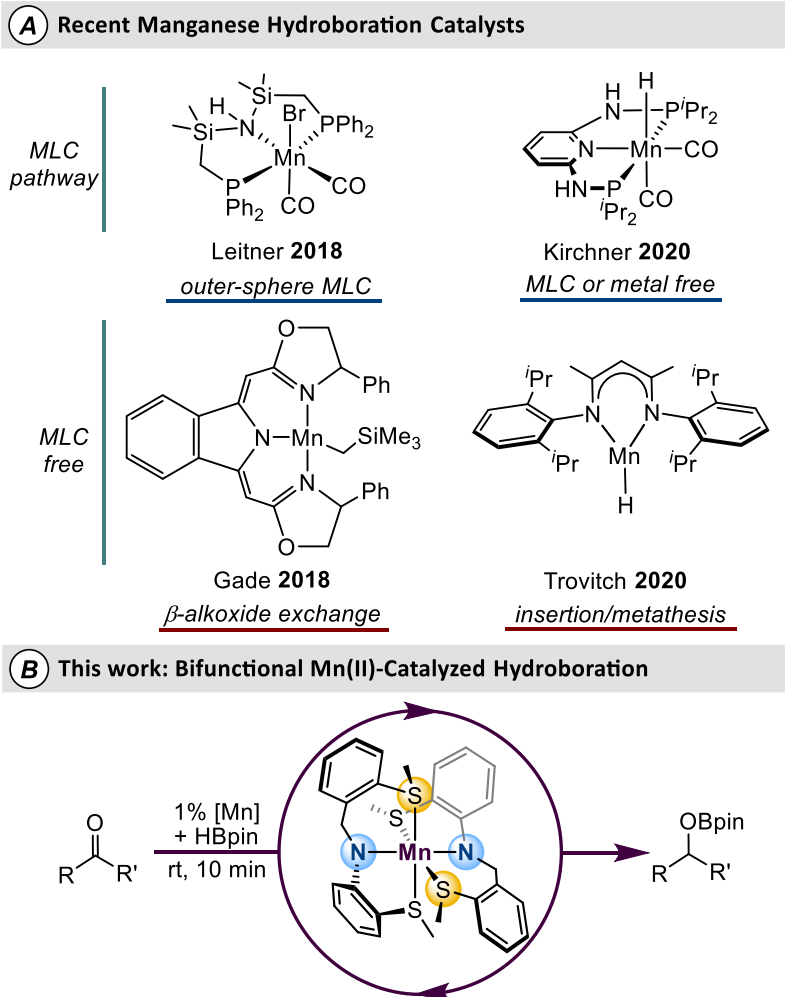 A Recent Manganese Hydroboration Catalysts
MLC
pathway
Si
H
N
Si
Br
PPh2
Mn
P
Ph2
CO
CO
Leitner 2018
outer-sphere MLC
H
H
N
PiPr2
N
Mn
CO
HN
P
iPr2
CO
Kirchner 2020
MLC or metal free
MLC
free
O
N
Ph
N
Mn
SiMe3
N
Ph
O
Gade 2018
β-alkoxide exchange
iPr
iPr
N
N
iPr
Mn
iPr
H
Trovitch 2020
insertion/metathesis
B This work: Bifunctional Mn(II)-Catalyzed Hydroboration
O
R
R'
1% [Mn]
+ HBpin
rt, 10 min
S
S
N
Mn
N
S
S
OBpin
R
R'